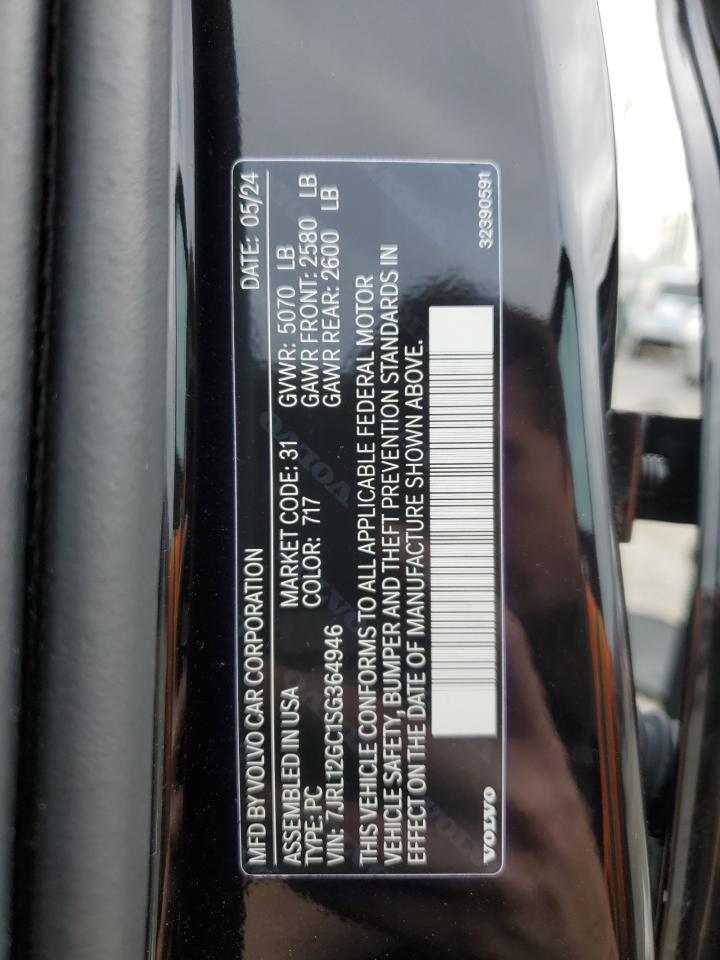 MFD BY VOLVO CAR CORPORATION DATE: 05/24
ASSEMBLED IN USA MARKET CODE: 31 GVWR: 5070 LB
TYPE: PC COLOR: 717 GAWR FRONT: 2580 LB
VIN: 7JRL12GC1SG364946 GAWR REAR: 2600 LB
THIS VEHICLE CONFORMS TO ALL APPLICABLE FEDERAL MOTOR
VEHICLE SAFETY, BUMPER AND THEFT PREVENTION STANDARDS IN
EFFECT ON THE DATE OF MANUFACTURE SHOWN ABOVE.
VOLVO 32390591